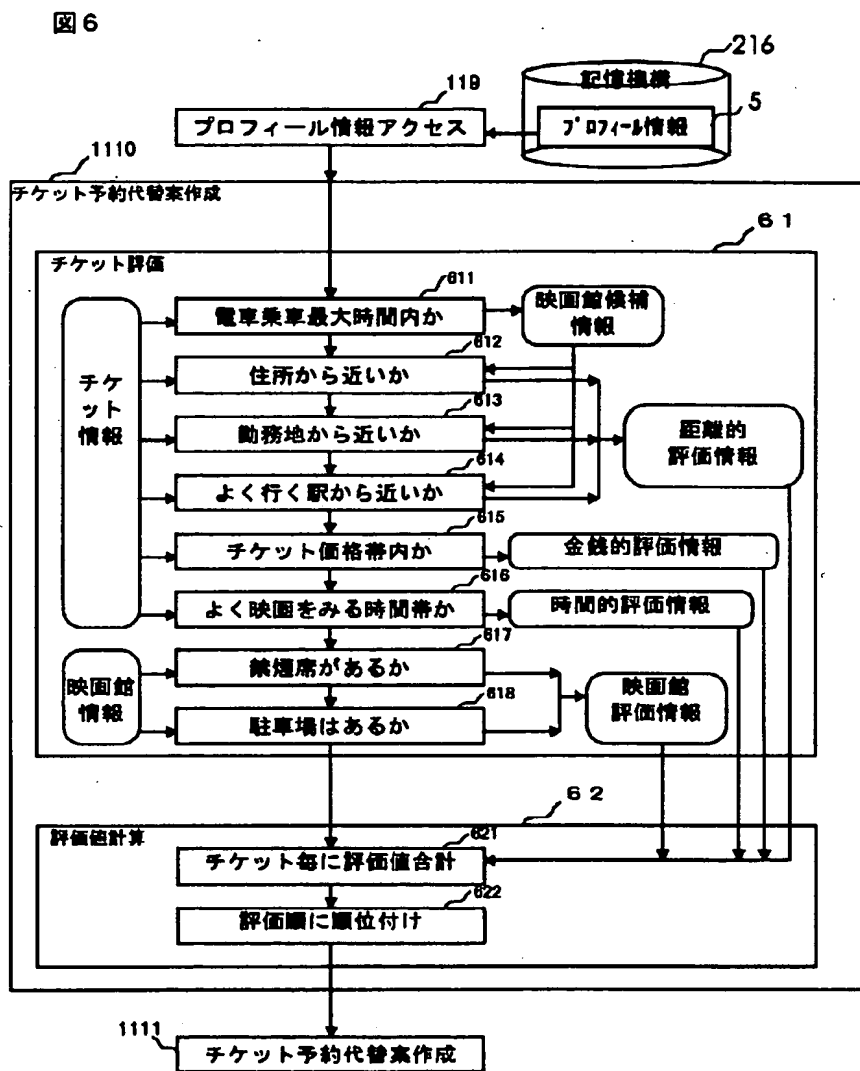 図6
216
記憶機構
119
5
プロフィール情報アクセス
プロフィール情報
1110
チケット予約代替案作成
61
チケット評価
611
電車乗車最大時間内か
映画館候補
情報
612
住所から近いか
チケ
ット
情報
613
勤務地から近いか
距離的
評価情報
614
よく行く駅から近いか
615
チケット価格帯内か
金銭的評価情報
616
よく映画をみる時間帯か
時間的評価情報
617
禁煙席があるか
映画館
情報
映画館
評価情報
618
駐車場はあるか
62
評価値計算
621
チケット毎に評価値合計
622
評価順に順位付け
1111
チケット予約代替案作成